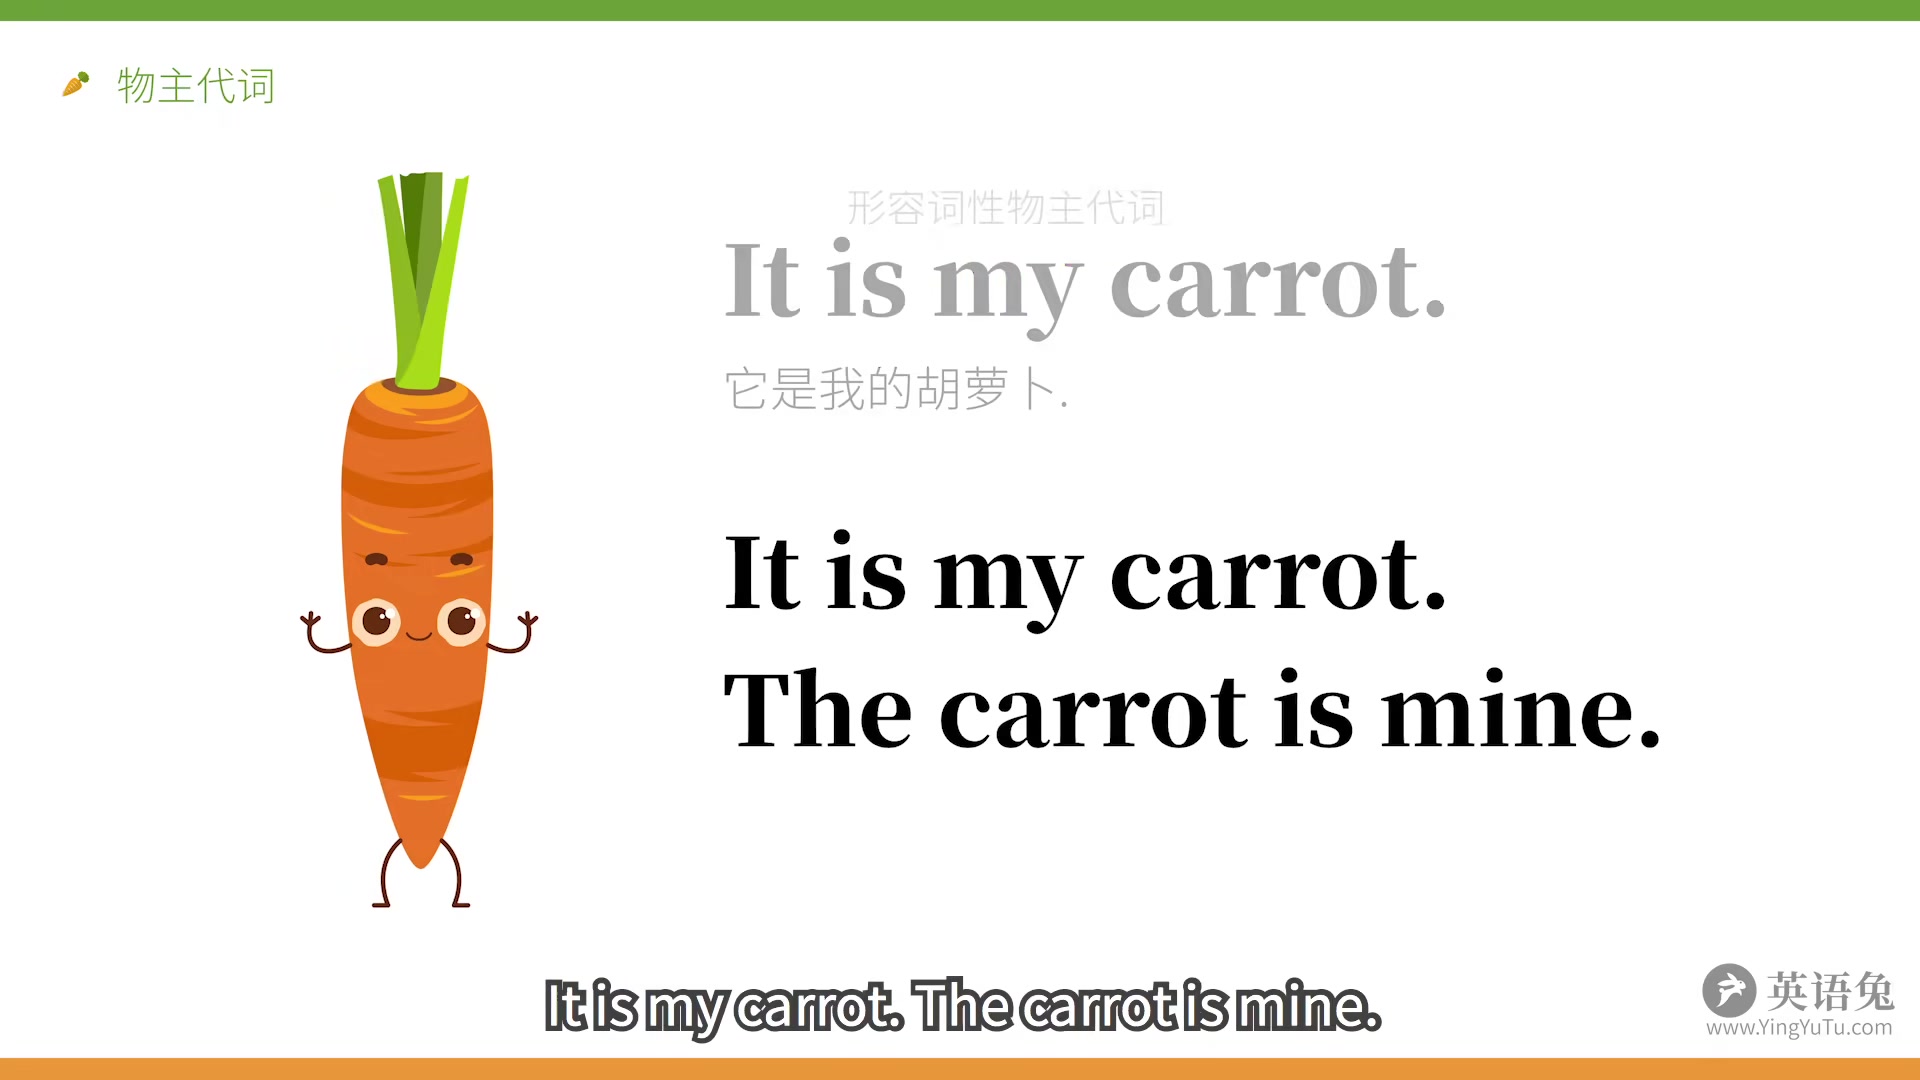 物主代词
形容词性物主代词
It is my carrot.
它是我的胡萝卜.
It is my carrot.
The carrot is mine.
It is my carrot. The carrot is mine.
英语兔
www.YingYuTu.com